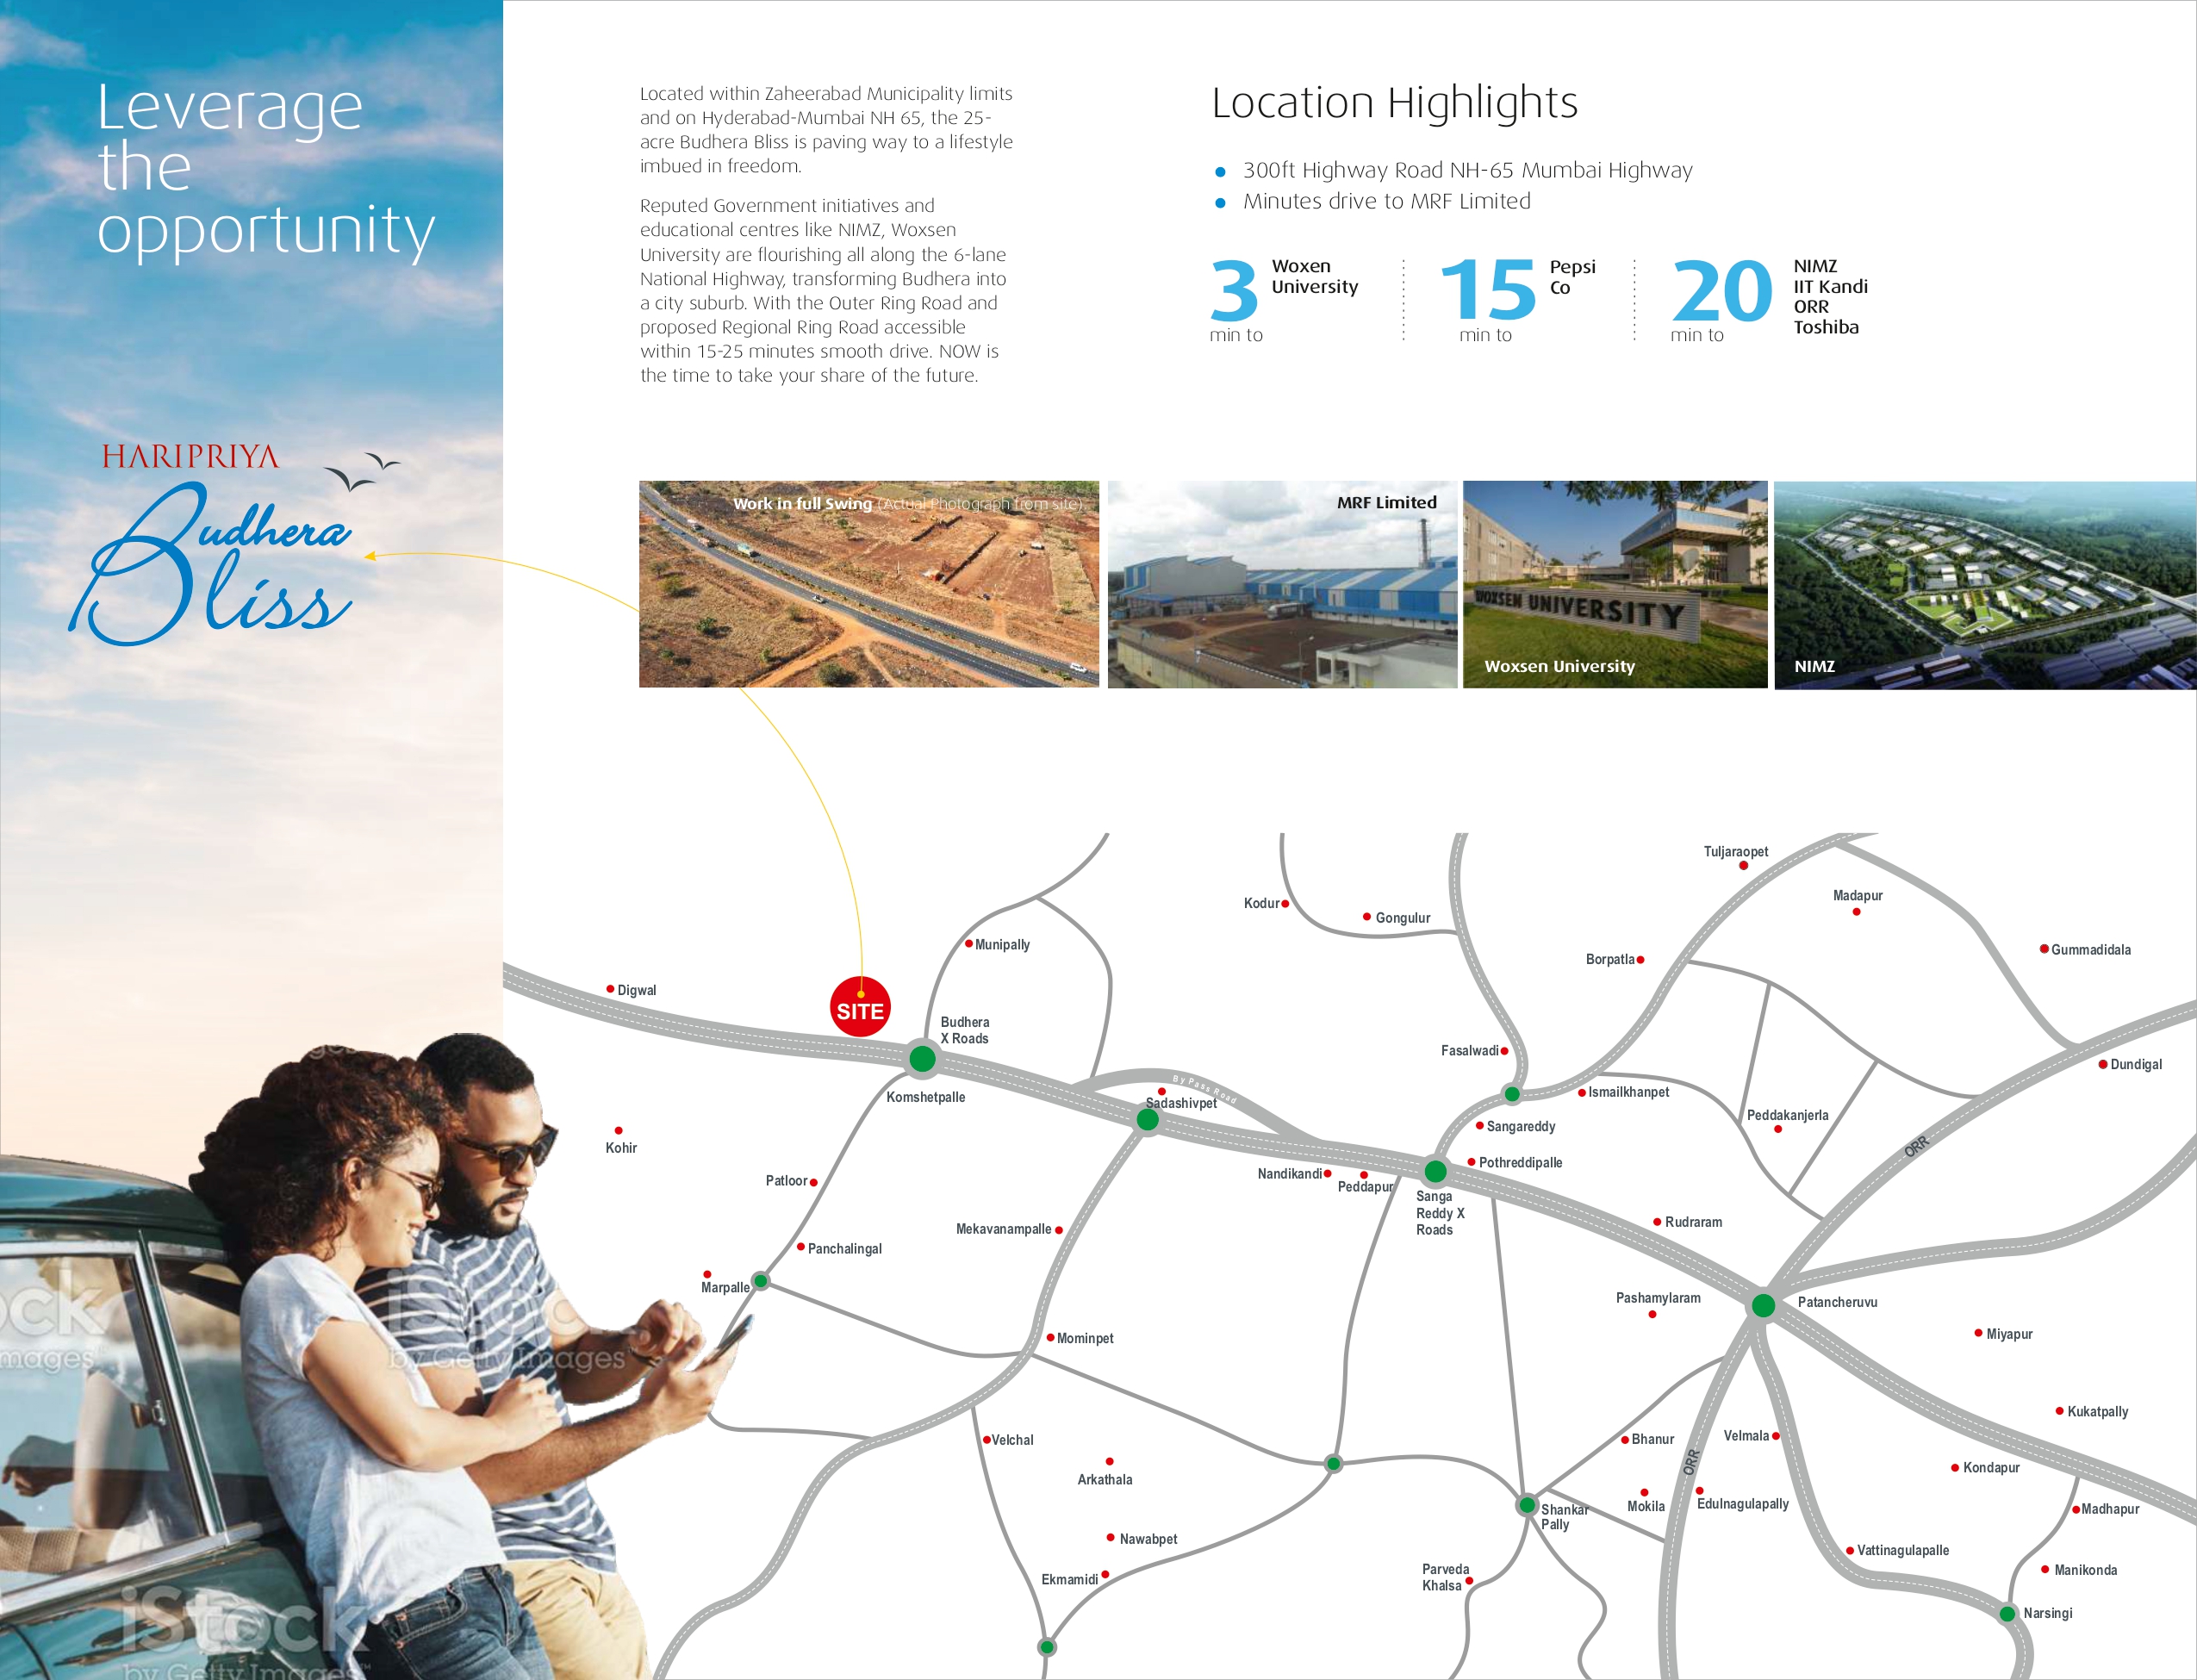 Leverage
the
opportunity
HARIPRIYA
Budhera
Bliss
Located within Zaheerabad Municipality limits
and on Hyderabad-Mumbai NH 65, the 25-
acre Budhera Bliss is paving way to a lifestyle
imbued in freedom.
Reputed Government initiatives and
educational centres like NIMZ, Woxsen
University are flourishing all along the 6-lane
National Highway, transforming Budhera into
a city suburb. With the Outer Ring Road and
proposed Regional Ring Road accessible
within 15-25 minutes smooth drive. NOW is
the time to take your share of the future.
Location Highlights
• 300ft Highway Road NH-65 Mumbai Highway
• Minutes drive to MRF Limited
3
min to
Woxen
University
15
min to
Pepsi
Co
20
min to
NIMZ
IIT Kandi
ORR
Toshiba
Work in full Swing (Actual Photograph from site).
MRF Limited
WOXSEN UNIVERSITY
Woxsen University
NIMZ
Tuljaraopet
Madapur
Kodur
Gongulur
Munipally
Gummadidala
Borpatla
Digwal
SITE
Budhera
X Roads
Fasalwadi
Dundigal
By Pass Road
Ismailkhanpet
Komshetpalle
Sadashivpet
Peddakanjerla
Sangareddy
Kohir
ORR
Pothreddipalle
Nandikandi
Peddapur
Patloor
Sanga
Reddy X
Roads
Rudraram
Mekavanampalle
Panchalingal
Marpalle
Pashamylaram
Patancheruvu
Mominpet
Miyapur
Kukatpally
Velchal
Bhanur
Velmala
ORR
Kondapur
Arkathala
Mokila
Edulnagulapally
Shankar
Pally
Madhapur
Nawabpet
Vattinagulapalle
Ekmamidi
Parveda
Khalsa
Manikonda
Narsingi
ges
ock
mages
iStock
by Getty Images™
iStock
by Getty Images™